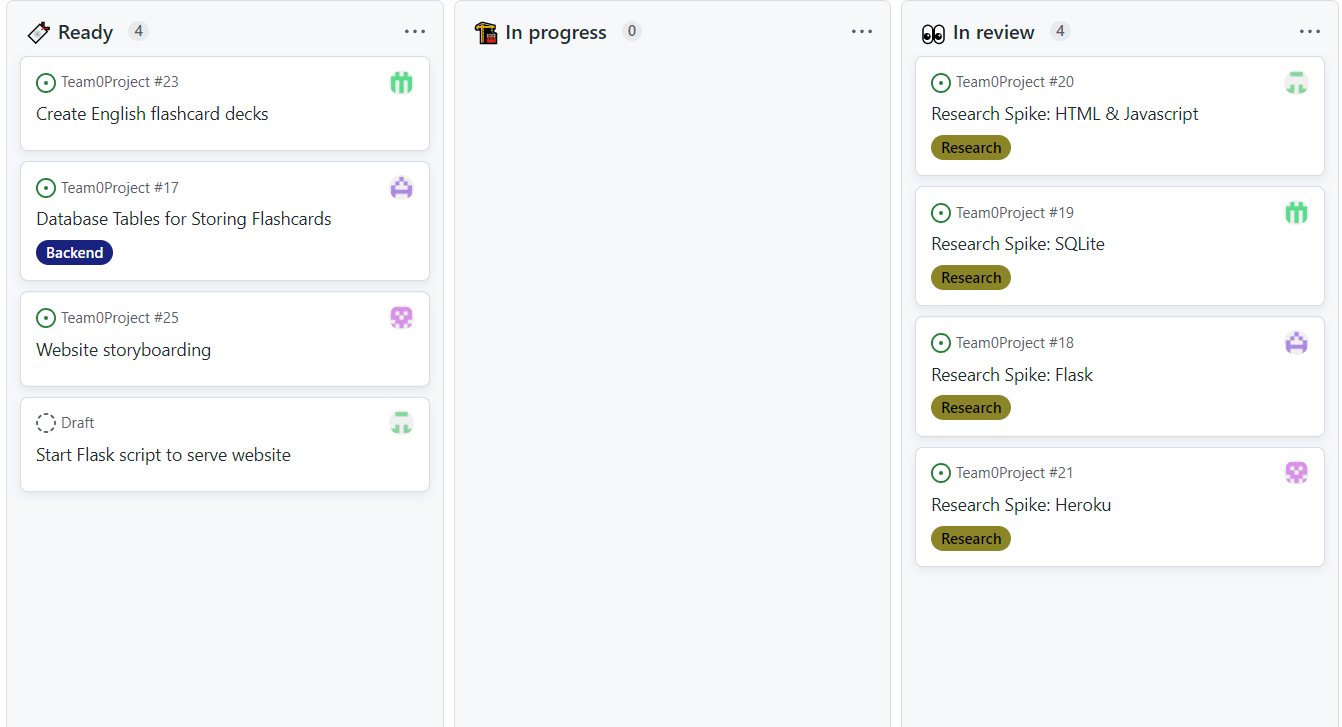 Ready 4
Team0Project #23
Create English flashcard decks
Team0Project #17
Database Tables for Storing Flashcards
Backend
Team0Project #25
Website storyboarding
Draft
Start Flask script to serve website
In progress 0
In review 4
Team0Project #20
Research Spike: HTML & Javascript
Research
Team0Project #19
Research Spike: SQLite
Research
Team0Project #18
Research Spike: Flask
Research
Team0Project #21
Research Spike: Heroku
Research